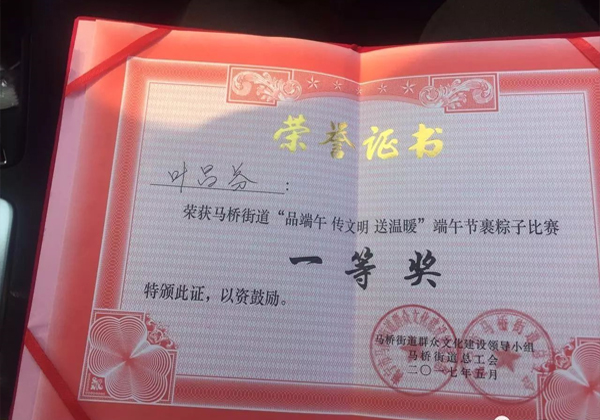 荣誉证书
叶吕芬：
荣获马桥街道“品端午 传文明 送温暖”端午节裹粽子比赛
一等奖
特颁此证，以资鼓励。
马桥街道群众文化建设领导小组
马桥街道总工会
二〇一七年五月